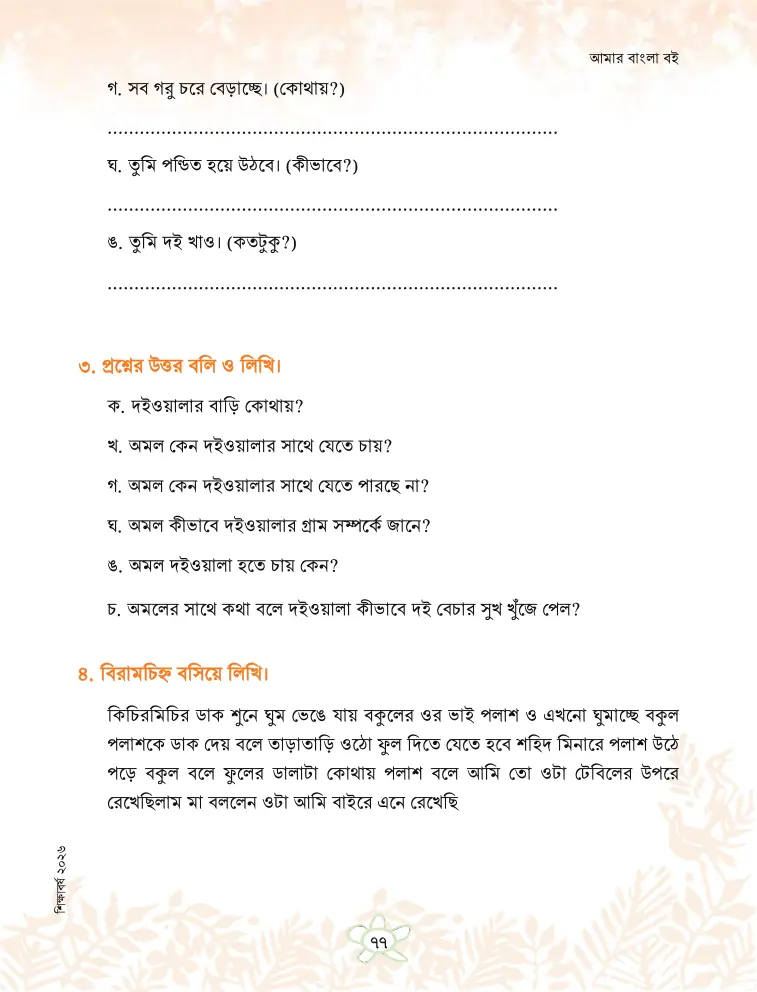 আমার বাংলা বই
গ. সব গরু চরে বেড়াচ্ছে। (কোথায়?)
....................................................................................
ঘ. তুমি পণ্ডিত হয়ে উঠবে। (কীভাবে?)
....................................................................................
ঙ. তুমি দই খাও। (কতটুকু?)
....................................................................................
৩. প্রশ্নের উত্তর বলি ও লিখি।
ক. দইওয়ালার বাড়ি কোথায়?
খ. অমল কেন দইওয়ালার সাথে যেতে চায়?
গ. অমল কেন দইওয়ালার সাথে যেতে পারছে না?
ঘ. অমল কীভাবে দইওয়ালার গ্রাম সম্পর্কে জানে?
ঙ. অমল দইওয়ালা হতে চায় কেন?
চ. অমলের সাথে কথা বলে দইওয়ালা কীভাবে দই বেচার সুখ খুঁজে পেল?
৪. বিরামচিহ্ন বসিয়ে লিখি।
কিচিরমিচির ডাক শুনে ঘুম ভেঙে যায় বকুলের ওর ভাই পলাশ ও এখনো ঘুমাচ্ছে বকুল
পলাশকে ডাক দেয় বলে তাড়াতাড়ি ওঠো ফুল দিতে যেতে হবে শহিদ মিনারে পলাশ উঠে
পড়ে বকুল বলে ফুলের ডালাটা কোথায় পলাশ বলে আমি তো ওটা টেবিলের উপরে
রেখেছিলাম মা বললেন ওটা আমি বাইরে এনে রেখেছি
শিক্ষাবর্ষ ২০২৬
৭৭